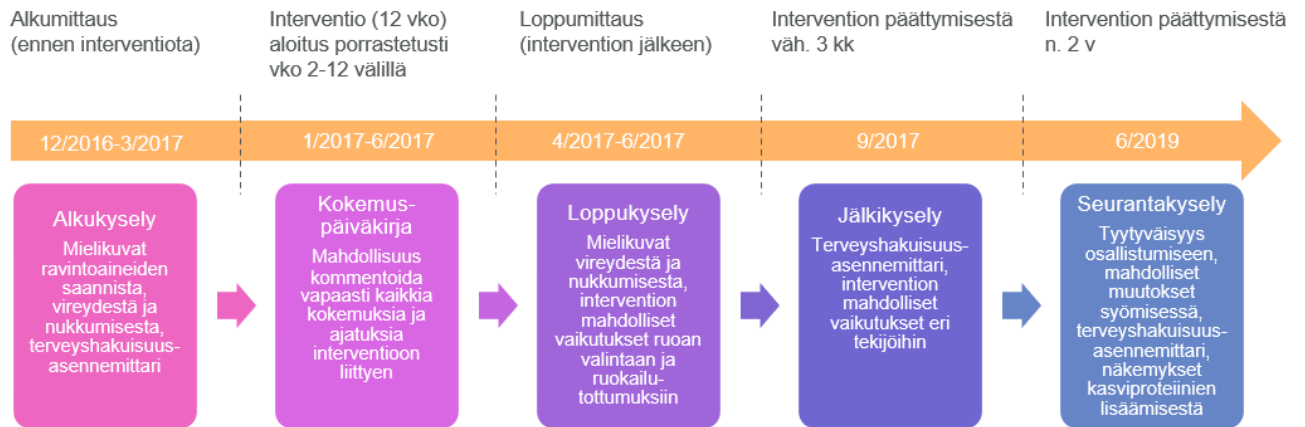 Alkumittaus
(ennen interventiota)
Interventio (12 vko)
aloitus porrastetusti
vko 2-12 välillä
Loppumittaus
(intervention jälkeen)
Intervention päättymisestä
väh. 3 kk
Intervention päättymisestä
n. 2 v
12/2016-3/2017
1/2017-6/2017
4/2017-6/2017
9/2017
6/2019
Alkukysely
Mielikuvat
ravintoaineiden
saannista,
vireydestä ja
nukkumisesta,
terveyshakuisuus-
asennemittari
Kokemus-
päiväkirja
Mahdollisuus
kommentoida
vapaasti kaikkia
kokemuksia ja
ajatuksia
interventioon
liittyen
Loppukysely
Mielikuvat
vireydestä ja
nukkumisesta,
intervention
mahdolliset
vaikutukset ruoan
valintaan ja
ruokailu-
tottumuksiin
Jälkikysely
Terveyshakuisuus-
asennemittari,
intervention
mahdolliset
vaikutukset eri
tekijöihin
Seurantakysely
Tyytyväisyys
osallistumiseen,
mahdolliset
muutokset
syömisessä,
terveyshakuisuus-
asennemittari,
näkemykset
kasviproteiinien
lisäämisestä